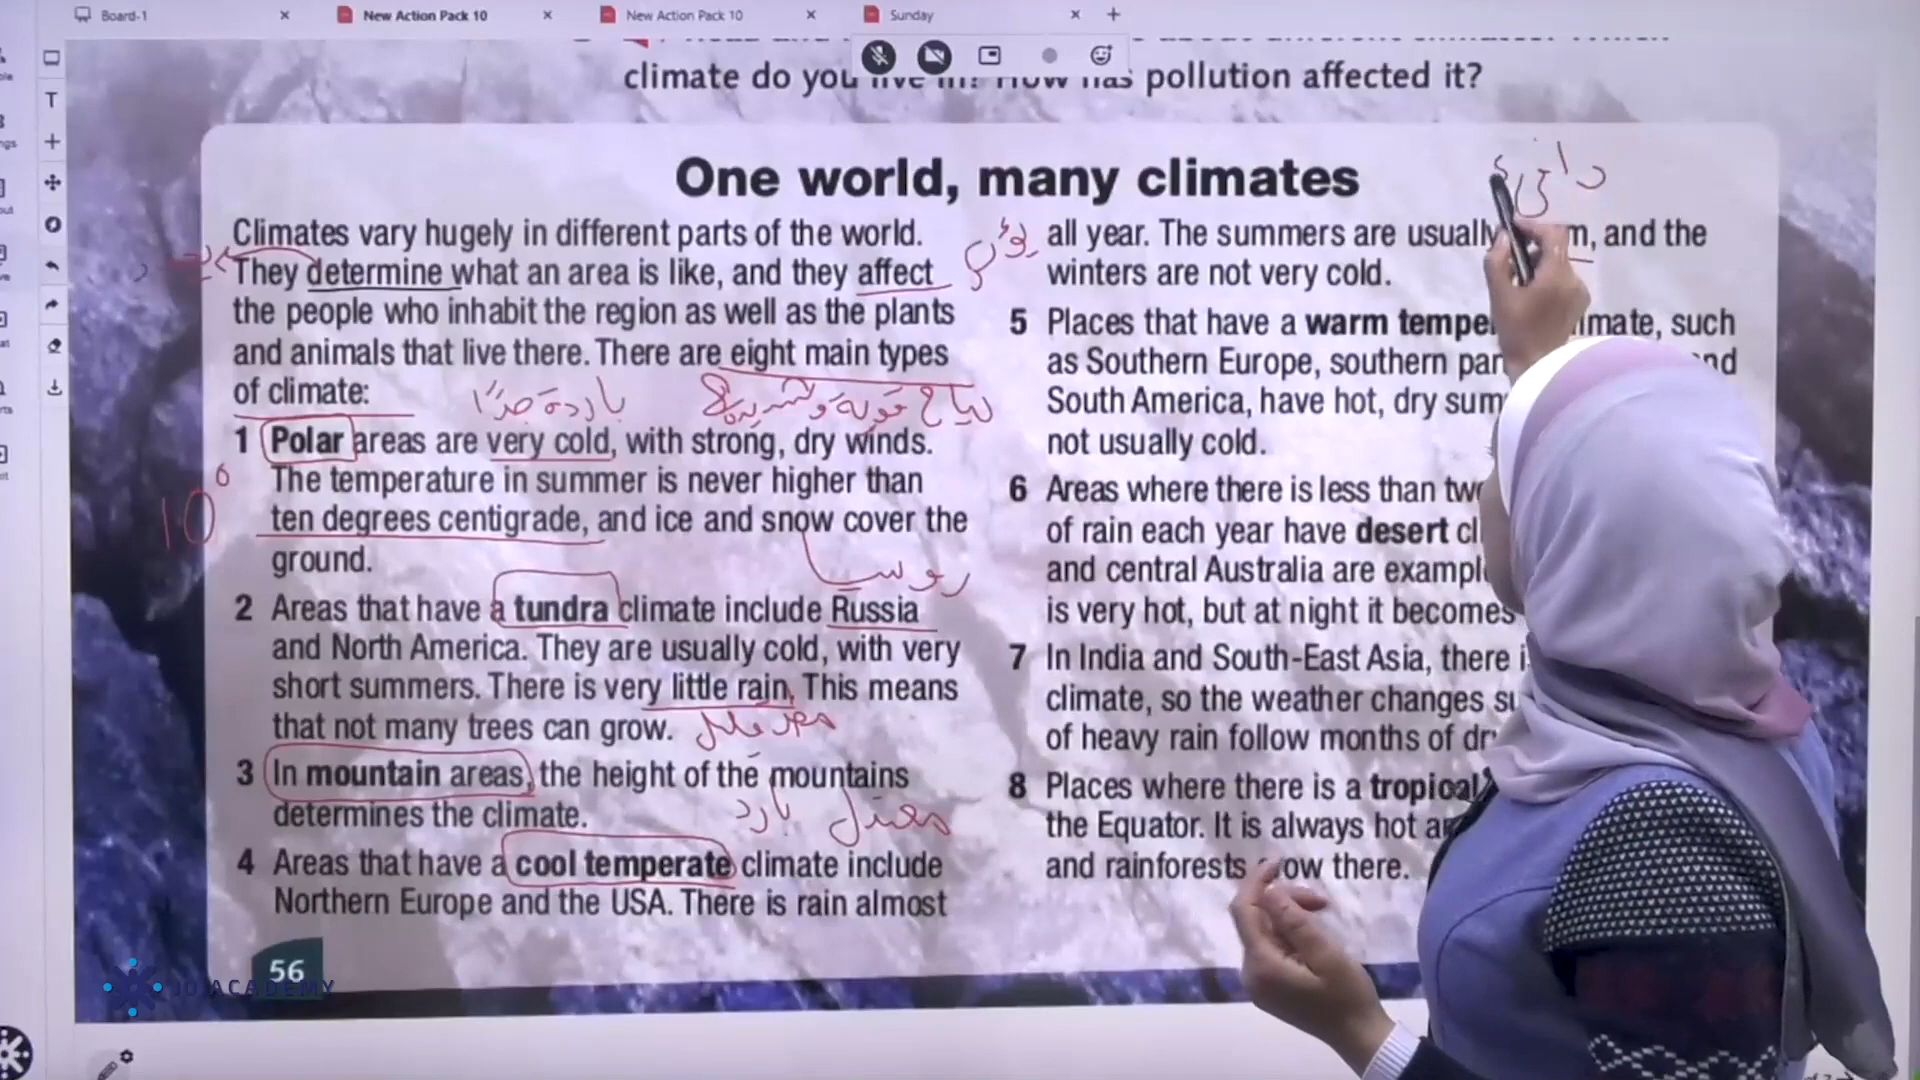 Board-1
New Action Pack 10
New Action Pack 10
Sunday
climate do you live in? How has pollution affected it?
One world, many climates
Climates vary hugely in different parts of the world.
They determine what an area is like, and they affect
the people who inhabit the region as well as the plants
and animals that live there. There are eight main types
of climate:
1 Polar areas are very cold, with strong, dry winds.
The temperature in summer is never higher than
ten degrees centigrade, and ice and snow cover the
ground.
2 Areas that have a tundra climate include Russia
and North America. They are usually cold, with very
short summers. There is very little rain. This means
that not many trees can grow.
3 In mountain areas, the height of the mountains
determines the climate.
4 Areas that have a cool temperate climate include
Northern Europe and the USA. There is rain almost
all year. The summers are usually m, and the
winters are not very cold.
5 Places that have a warm tempe imate, such
as Southern Europe, southern par nd
South America, have hot, dry sum
not usually cold.
6 Areas where there is less than twe
of rain each year have desert cl
and central Australia are exampl
is very hot, but at night it becomes
7 In India and South-East Asia, there i
climate, so the weather changes su
of heavy rain follow months of dr
8 Places where there is a tropical
the Equator. It is always hot a
and rainforests grow there.
يؤثر
باردة جدًا
رياح قوية وشديدة
10°
روسيا
مطر قليل
معتدل بارد
دافئ
56
JO ACADEMY